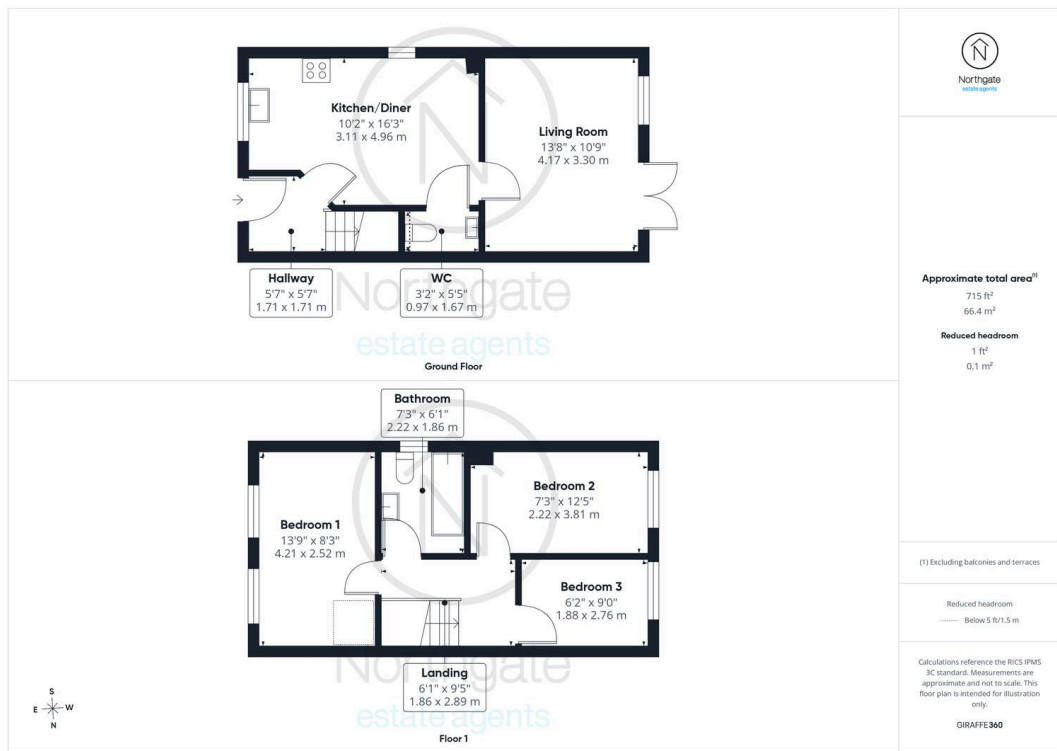 Kitchen/Diner
10'2" x 16'3"
3.11 x 4.96 m
Living Room
13'8" x 10'9"
4.17 x 3.30 m
Hallway
5'7" x 5'7"
1.71 x 1.71 m
WC
3'2" x 5'5"
0.97 x 1.67 m
Northgate
estate agents
Ground Floor
Bathroom
7'3" x 6'1"
2.22 x 1.86 m
Bedroom 1
13'9" x 8'3"
4.21 x 2.52 m
Bedroom 2
7'3" x 12'5"
2.22 x 3.81 m
Bedroom 3
6'2" x 9'0"
1.88 x 2.76 m
Landing
6'1" x 9'5"
1.86 x 2.89 m
Northgate
estate agents
Floor 1
S
E W
N
N
Northgate
estate agents
Approximate total area(1)
715 ft²
66.4 m²
Reduced headroom
1 ft²
0.1 m²
(1) Excluding balconies and terraces
Reduced headroom
Below 5 ft/1.5 m
Calculations reference the RICS IPMS
3C standard. Measurements are
approximate and not to scale. This
floor plan is intended for illustration
only.
GIRAFFE360